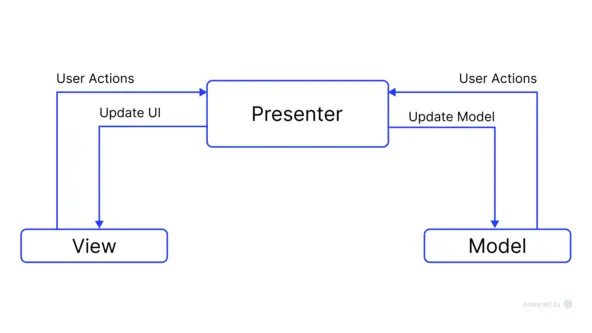 User Actions
User Actions
Update UI
Presenter
Update Model
View
Model
powered by